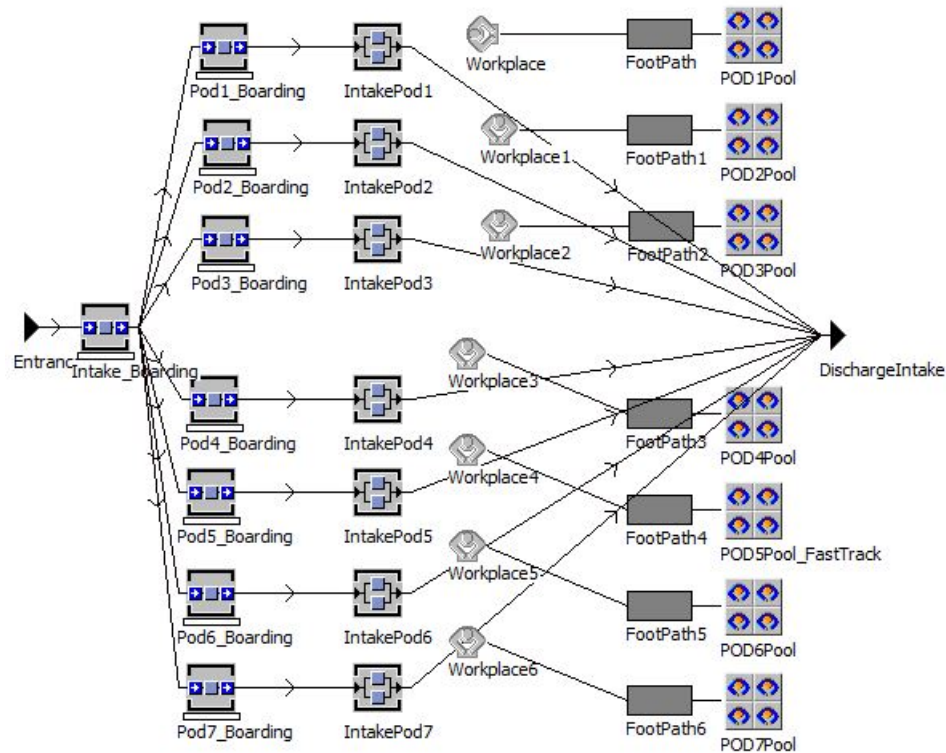 Pod1_Boarding
IntakePod1
Workplace
FootPath
POD1Pool
Pod2_Boarding
IntakePod2
Workplace1
FootPath1
POD2Pool
Pod3_Boarding
IntakePod3
Workplace2
FootPath2
POD3Pool
Entranc
Intake_Boarding
DischargeIntake
Workplace3
Pod4_Boarding
IntakePod4
FootPath3
POD4Pool
Workplace4
Pod5_Boarding
IntakePod5
FootPath4
POD5Pool_FastTrack
Workplace5
Pod6_Boarding
IntakePod6
FootPath5
POD6Pool
Workplace6
Pod7_Boarding
IntakePod7
FootPath6
POD7Pool